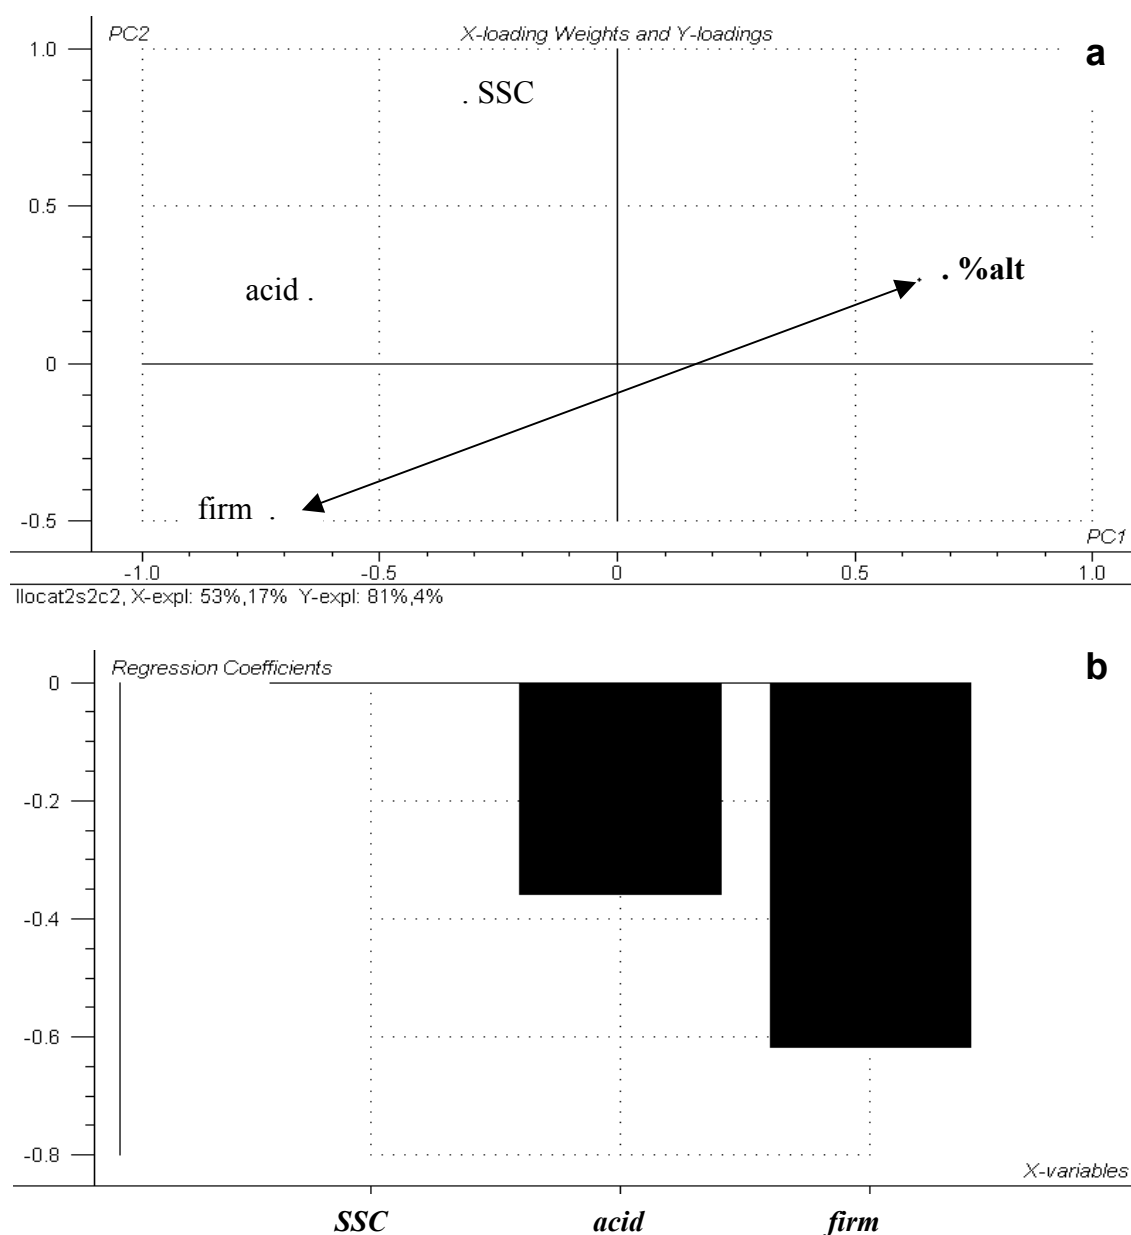 PC2
X-loading Weights and Y-loadings
a
1.0
. SSC
0.5
. %alt
acid .
0
firm .
-0.5
PC1
-1.0 -0.5 0 0.5 1.0
llocat2s2c2, X-expl: 53%,17% Y-expl: 81%,4%
Regression Coefficients
b
0
-0.2
-0.4
-0.6
-0.8
X-variables
SSC acid firm